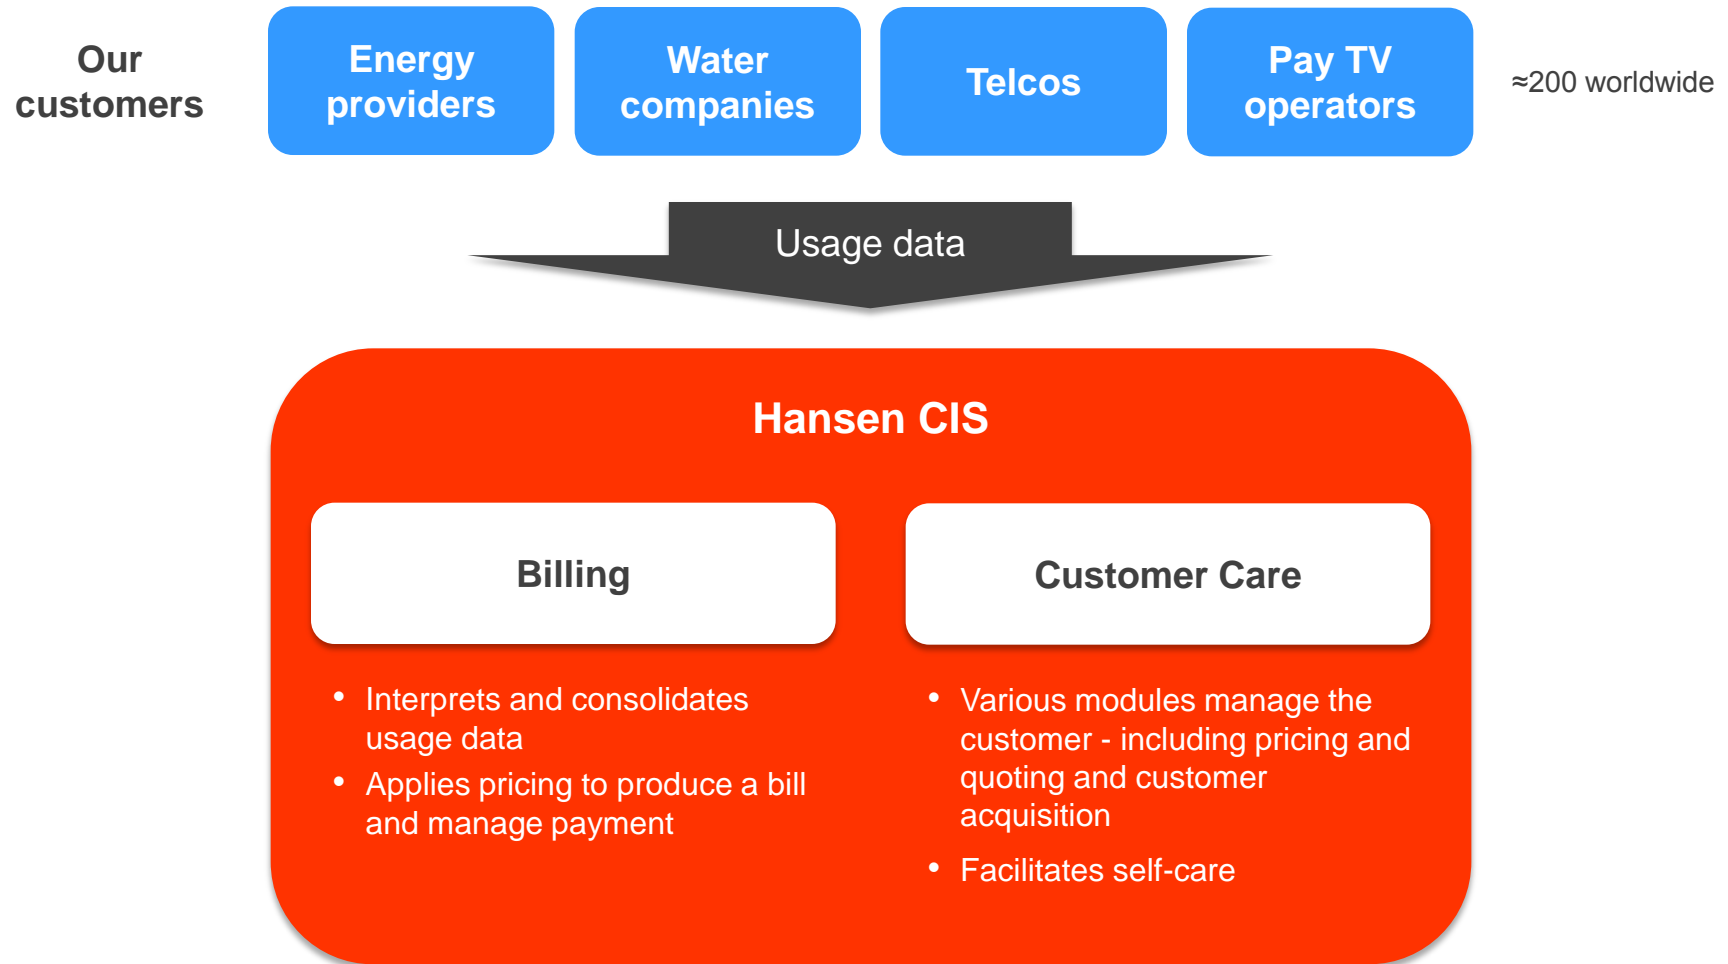 Our
customers
Energy
providers
Water
companies
Telcos
Pay TV
operators
≈200 worldwide
Usage data
Hansen CIS
Billing
• Interprets and consolidates
usage data
• Applies pricing to produce a bill
and manage payment
Customer Care
• Various modules manage the
customer - including pricing and
quoting and customer
acquisition
• Facilitates self-care